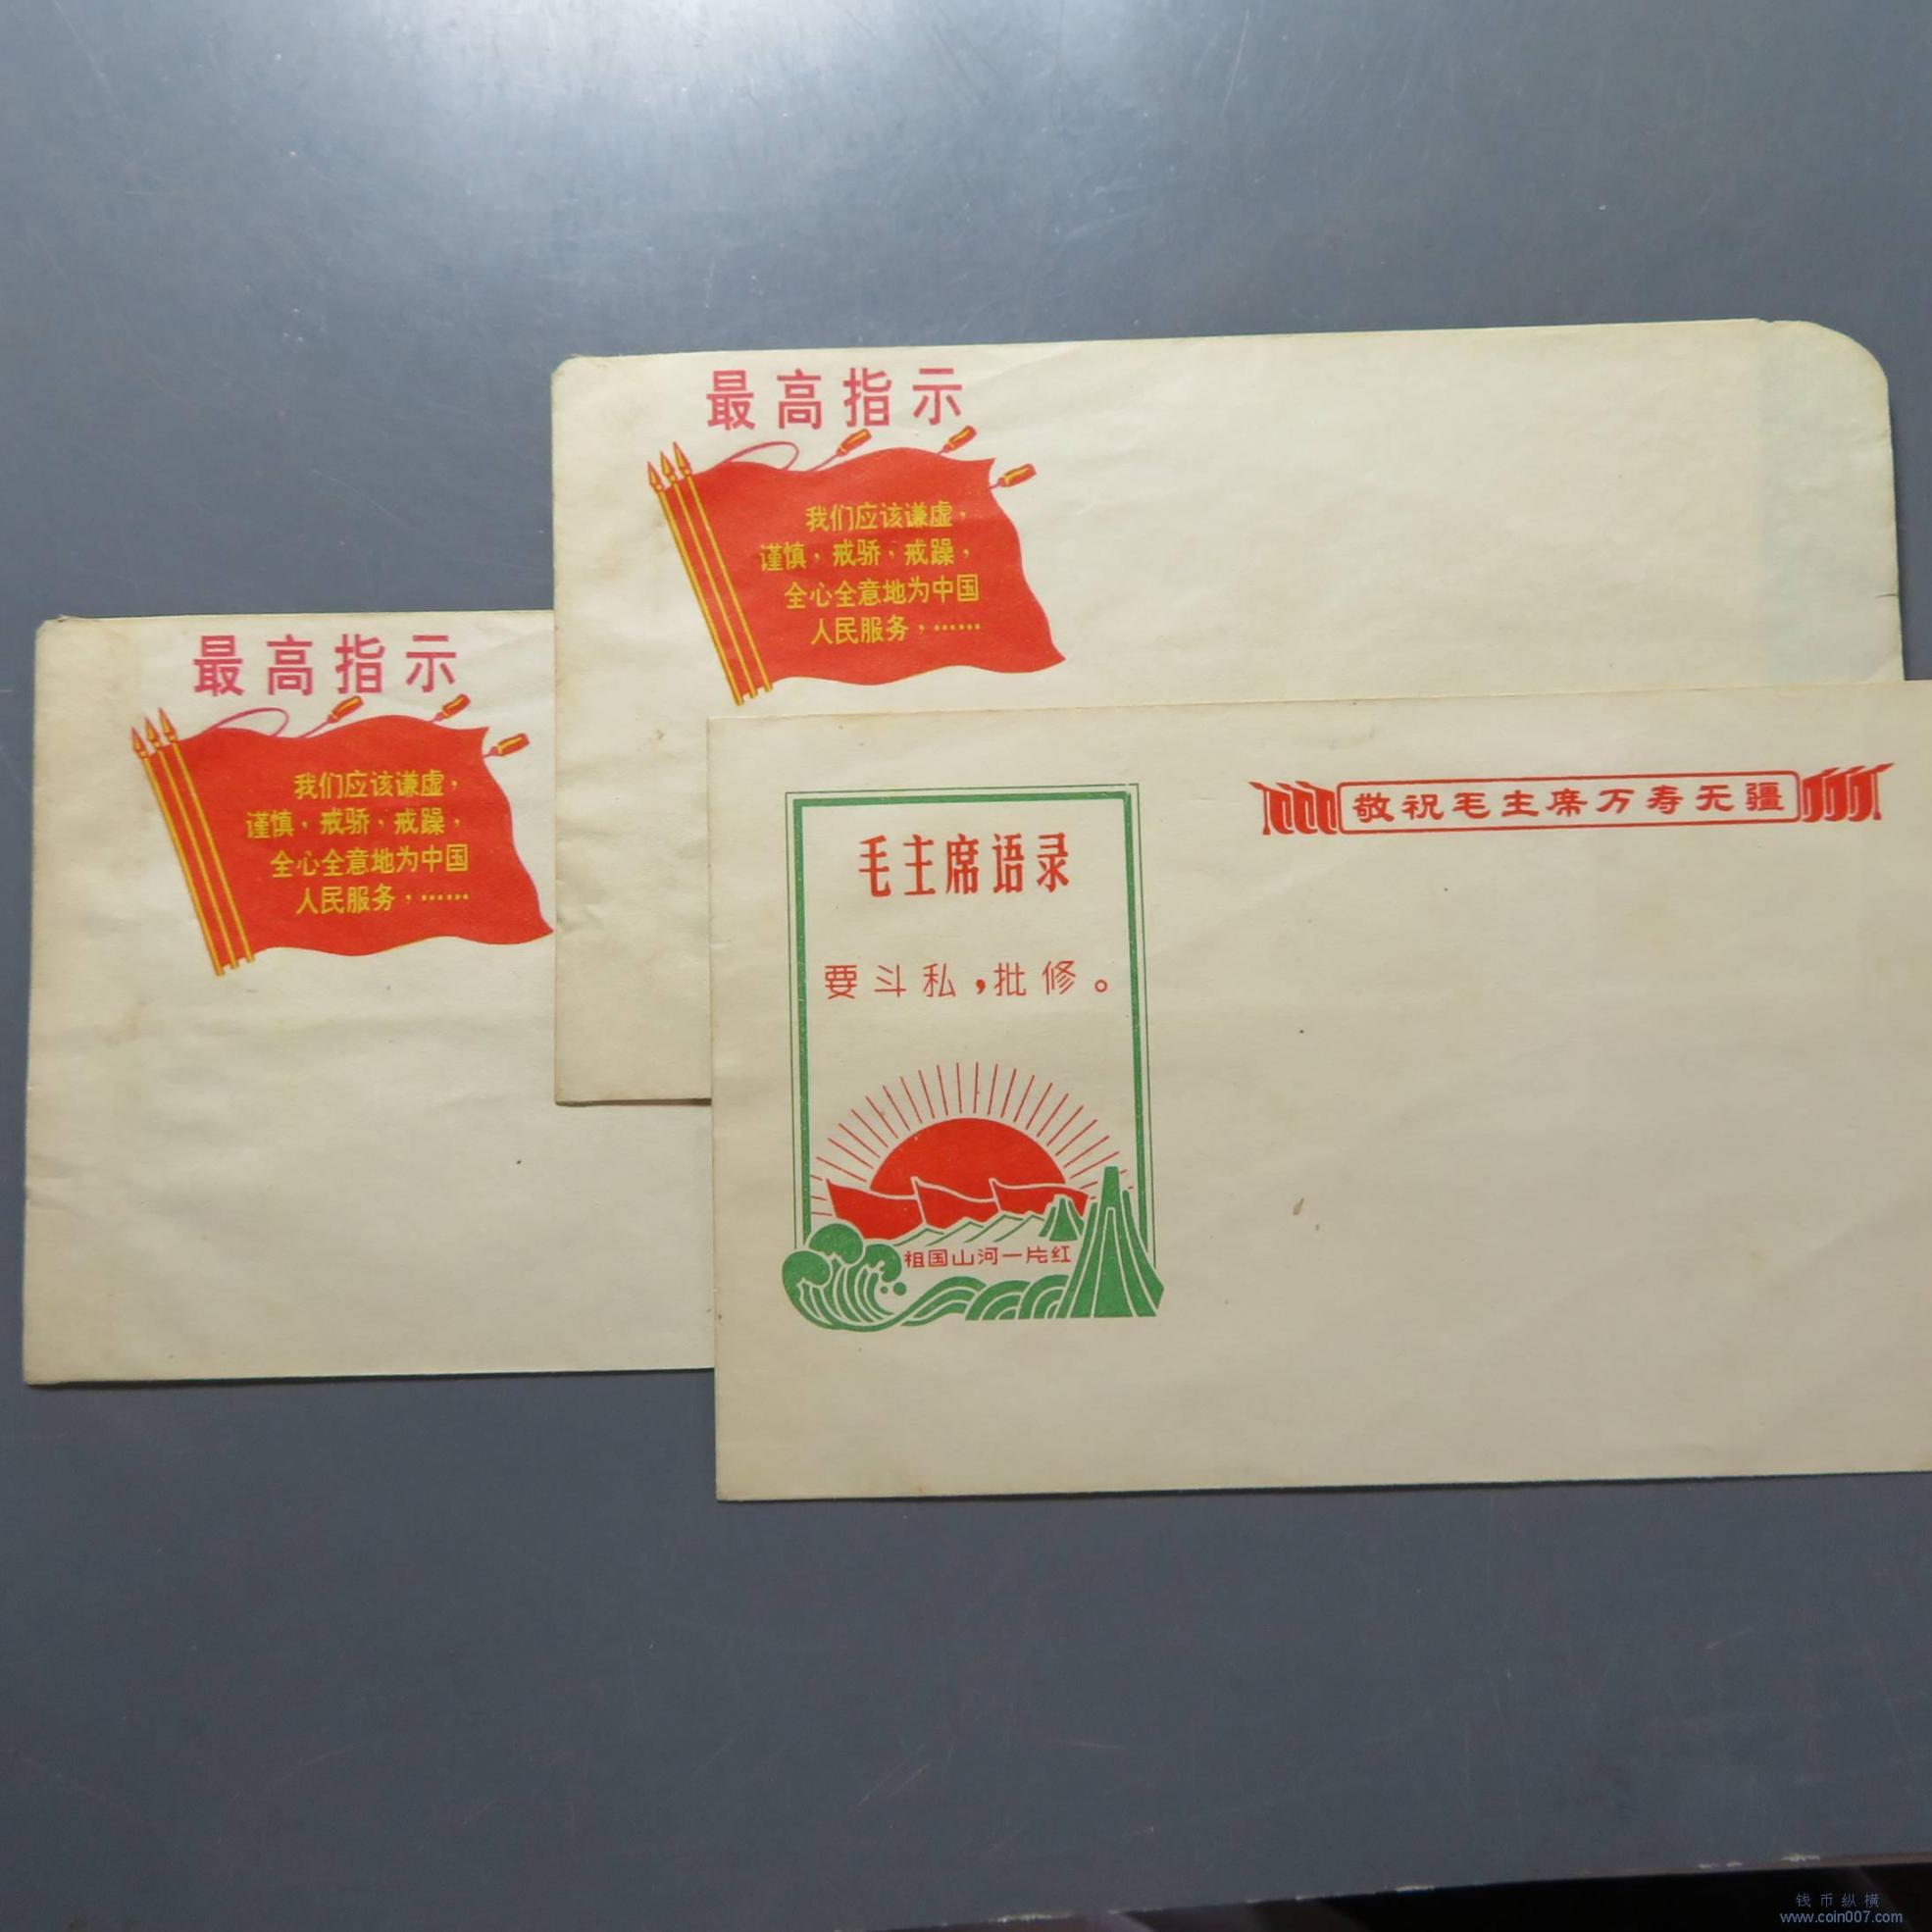 最高指示
我们应该谦虚，
谨慎，戒骄、戒躁，
全心全意地为中国
人民服务，……
最高指示
我们应该谦虚，
谨慎，戒骄、戒躁，
全心全意地为中国
人民服务，……
敬祝毛主席万寿无疆
毛主席语录
要斗私，批修。
祖国山河一片红
钱币纵横
www.coin007.com